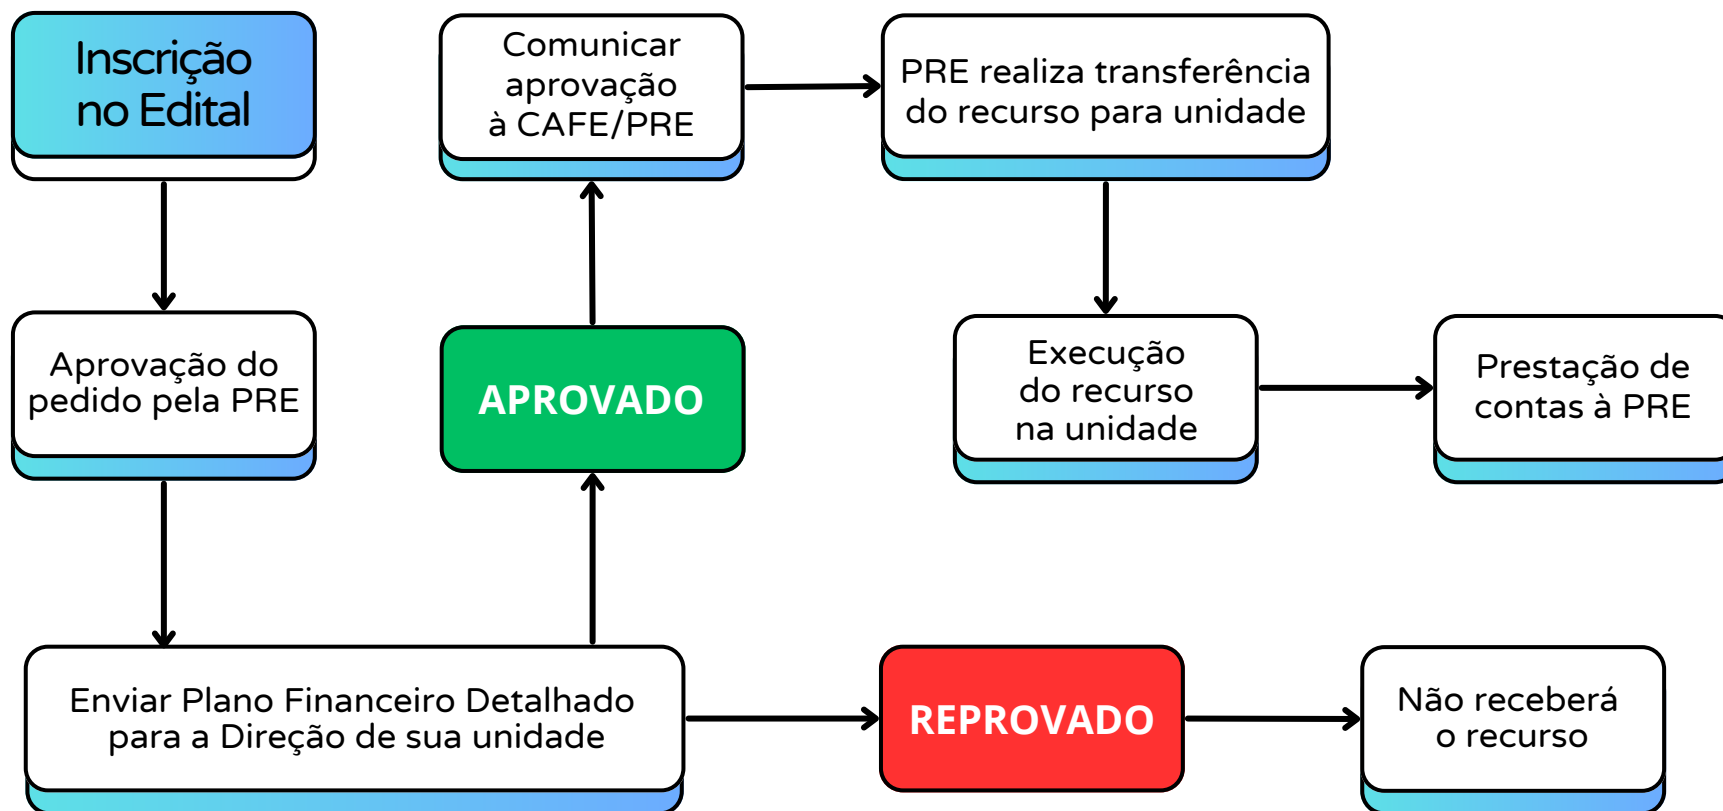 Inscrição
no Edital
Aprovação do
pedido pela PRE
Enviar Plano Financeiro Detalhado
para a Direção de sua unidade
APROVADO
Comunicar
aprovação
à CAFE/PRE
PRE realiza transferência
do recurso para unidade
Execução
do recurso
na unidade
Prestação de
contas à PRE
REPROVADO
Não receberá
o recurso